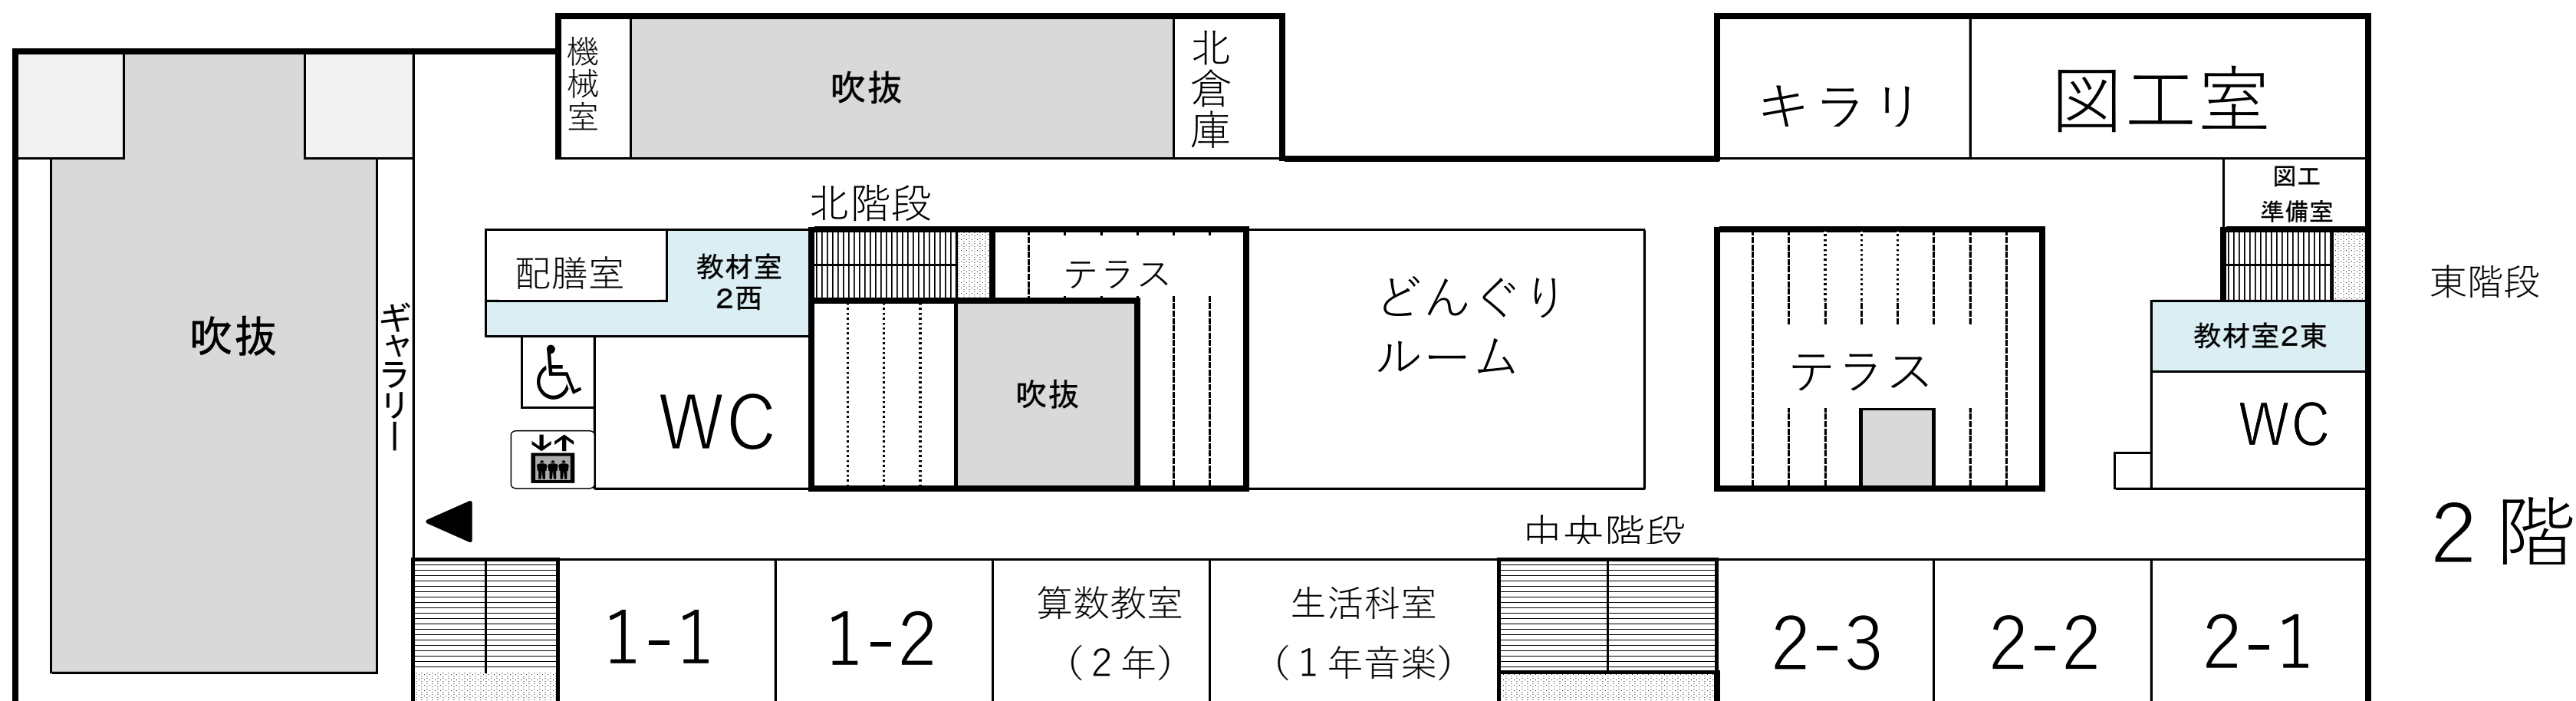 機械室
吹抜
北倉庫
キラリ
図工室
図工
準備室
北階段
配膳室
教材室
2西
テラス
どんぐり
ルーム
東階段
吹抜
ギャラリー
教材室2東
テラス
WC
吹抜
WC
中央階段
2階
1-1
1-2
算数教室
（2年）
生活科室
（1年音楽）
2-3
2-2
2-1